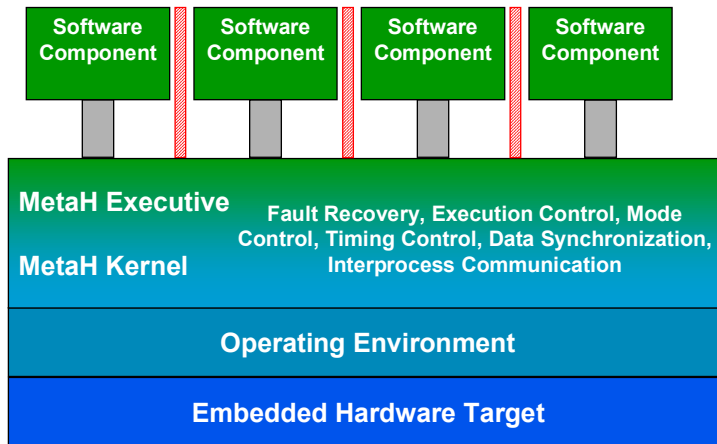 Software
Component
Software
Component
Software
Component
Software
Component
MetaH Executive
MetaH Kernel
Fault Recovery, Execution Control, Mode
Control, Timing Control, Data Synchronization,
Interprocess Communication
Operating Environment
Embedded Hardware Target